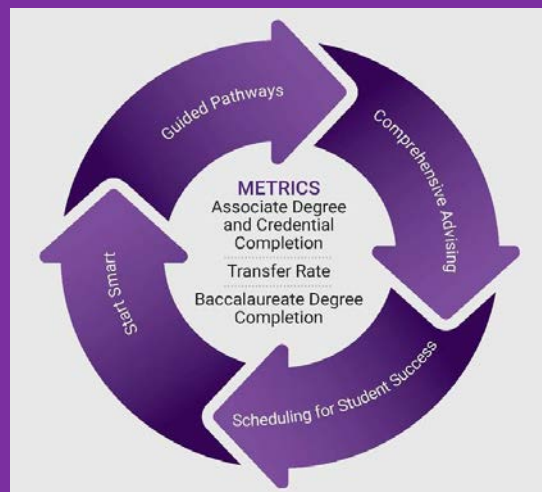 Guided Pathways
Comprehensive Advising
METRICS
Associate Degree
and Credential
Completion
Transfer Rate
Baccalaureate Degree
Completion
Start Smart
Scheduling for Student Success